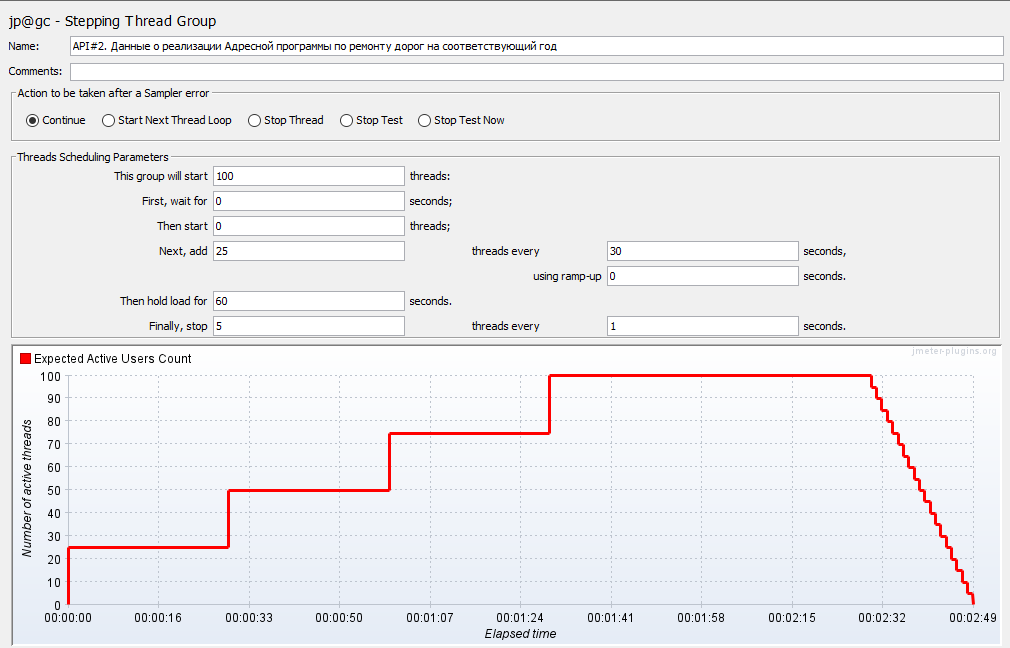 jp@gc - Stepping Thread Group
Name: API#2. Данные о реализации Адресной программы по ремонту дорог на соответствующий год
Comments:
Action to be taken after a Sampler error
Continue Start Next Thread Loop Stop Thread Stop Test Stop Test Now
Threads Scheduling Parameters
This group will start 100 threads:
First, wait for 0 seconds;
Then start 0 threads;
Next, add 25 threads every 30 seconds,
using ramp-up 0 seconds.
Then hold load for 60 seconds.
Finally, stop 5 threads every 1 seconds.
jmeter-plugins.org
Expected Active Users Count
Number of active threads
100
90
80
70
60
50
40
30
20
10
0
00:00:00 00:00:16 00:00:33 00:00:50 00:01:07 00:01:24 00:01:41 00:01:58 00:02:15 00:02:32 00:02:49
Elapsed time